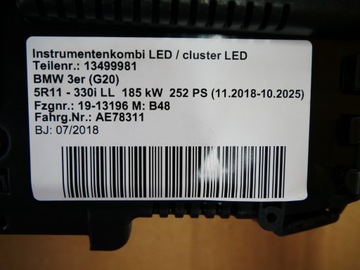 Instrumentenkombi LED / cluster LED
Teilenr.: 13499981
BMW 3er (G20)
5R11 - 330i LL 185 kW 252 PS (11.2018-10.2025)
Fzgnr.: 19-13196 M: B48
Fahrg.Nr.: AE78311
BJ: 07/2018